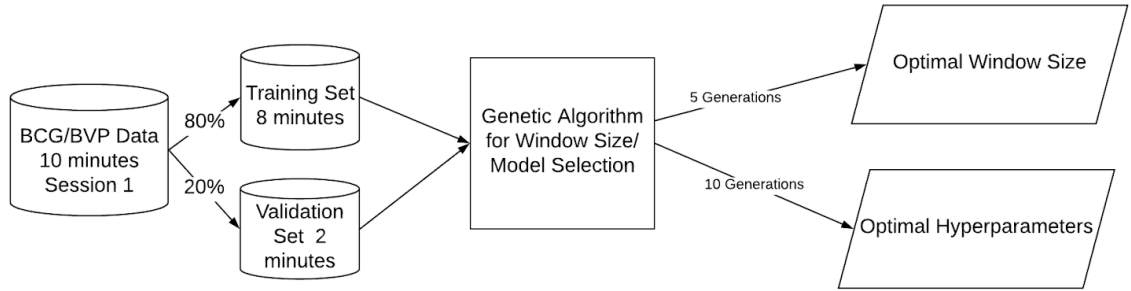 BCG/BVP Data
10 minutes
Session 1
80%
20%
Training Set
8 minutes
Validation
Set 2
minutes
Genetic Algorithm
for Window Size/
Model Selection
5 Generations
10 Generations
Optimal Window Size
Optimal Hyperparameters